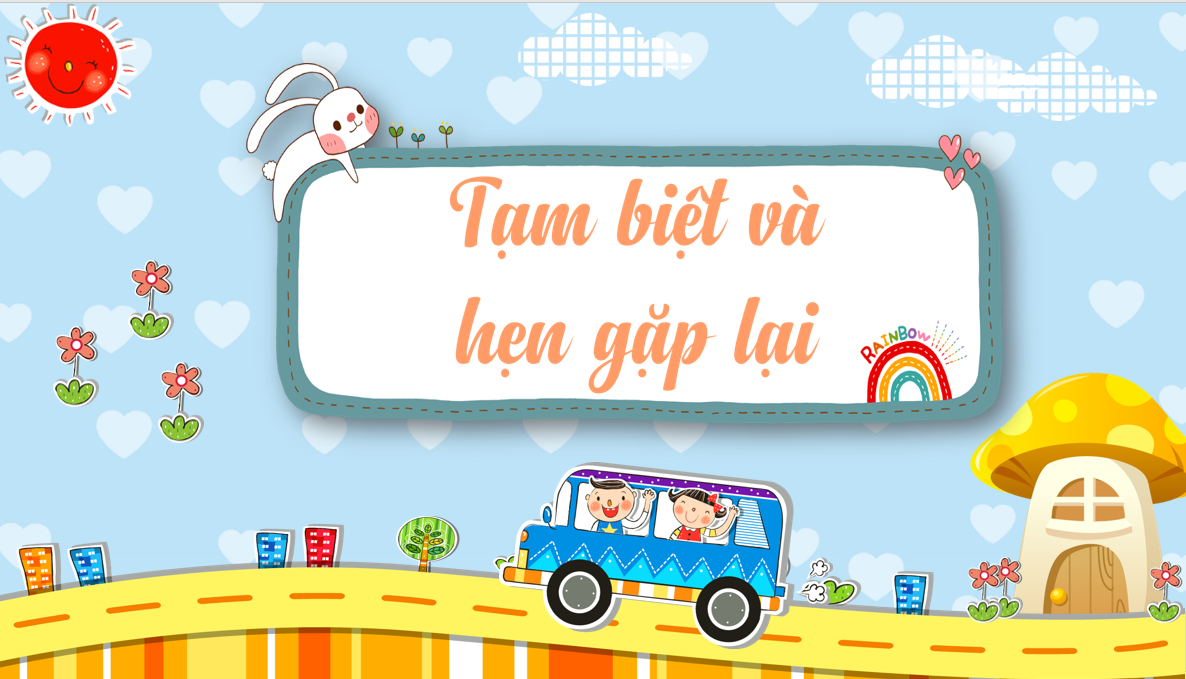 Tạm biệt và
hẹn gặp lại
RAINBOW